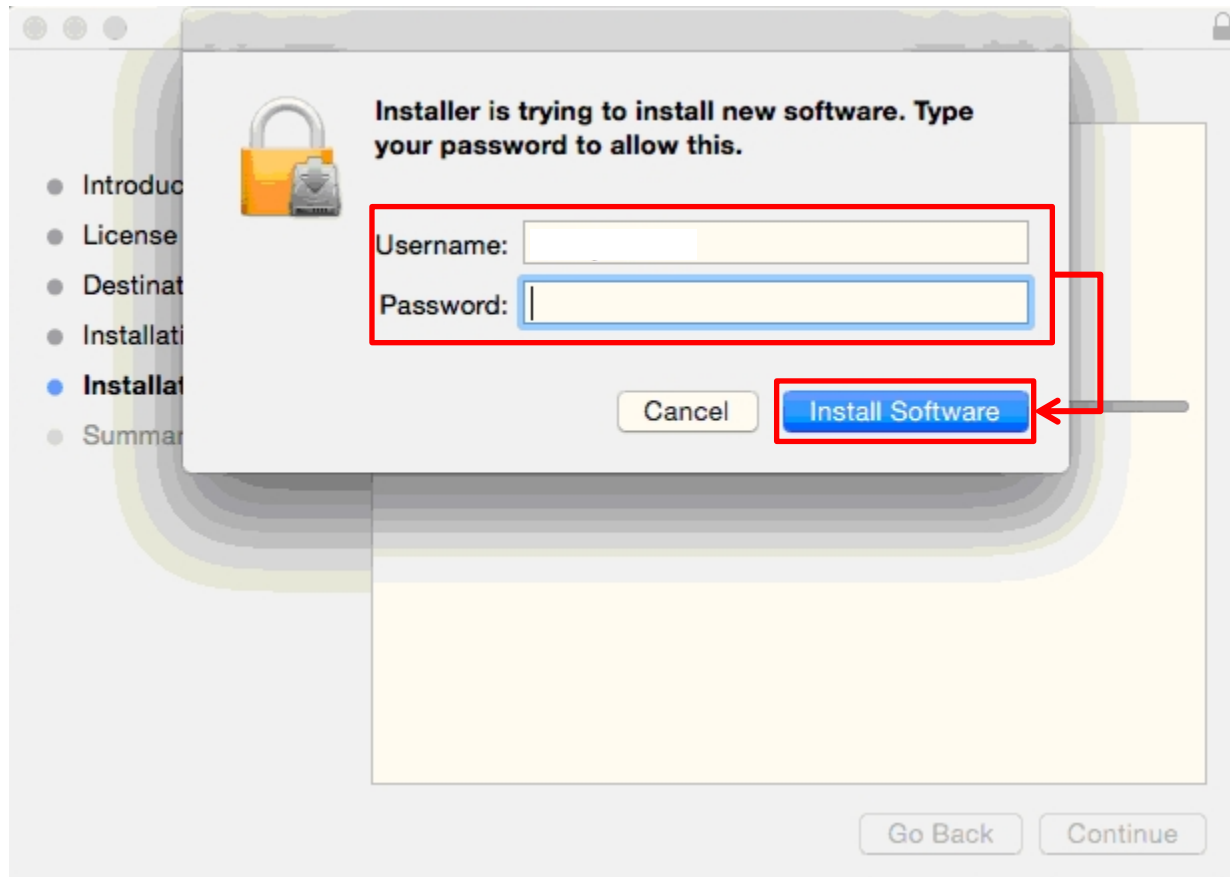 Installer is trying to install new software. Type
your password to allow this.
Username:
Password:
Cancel
Install Software
Introduc
License
Destinat
Installati
Installat
Summar
Go Back
Continue